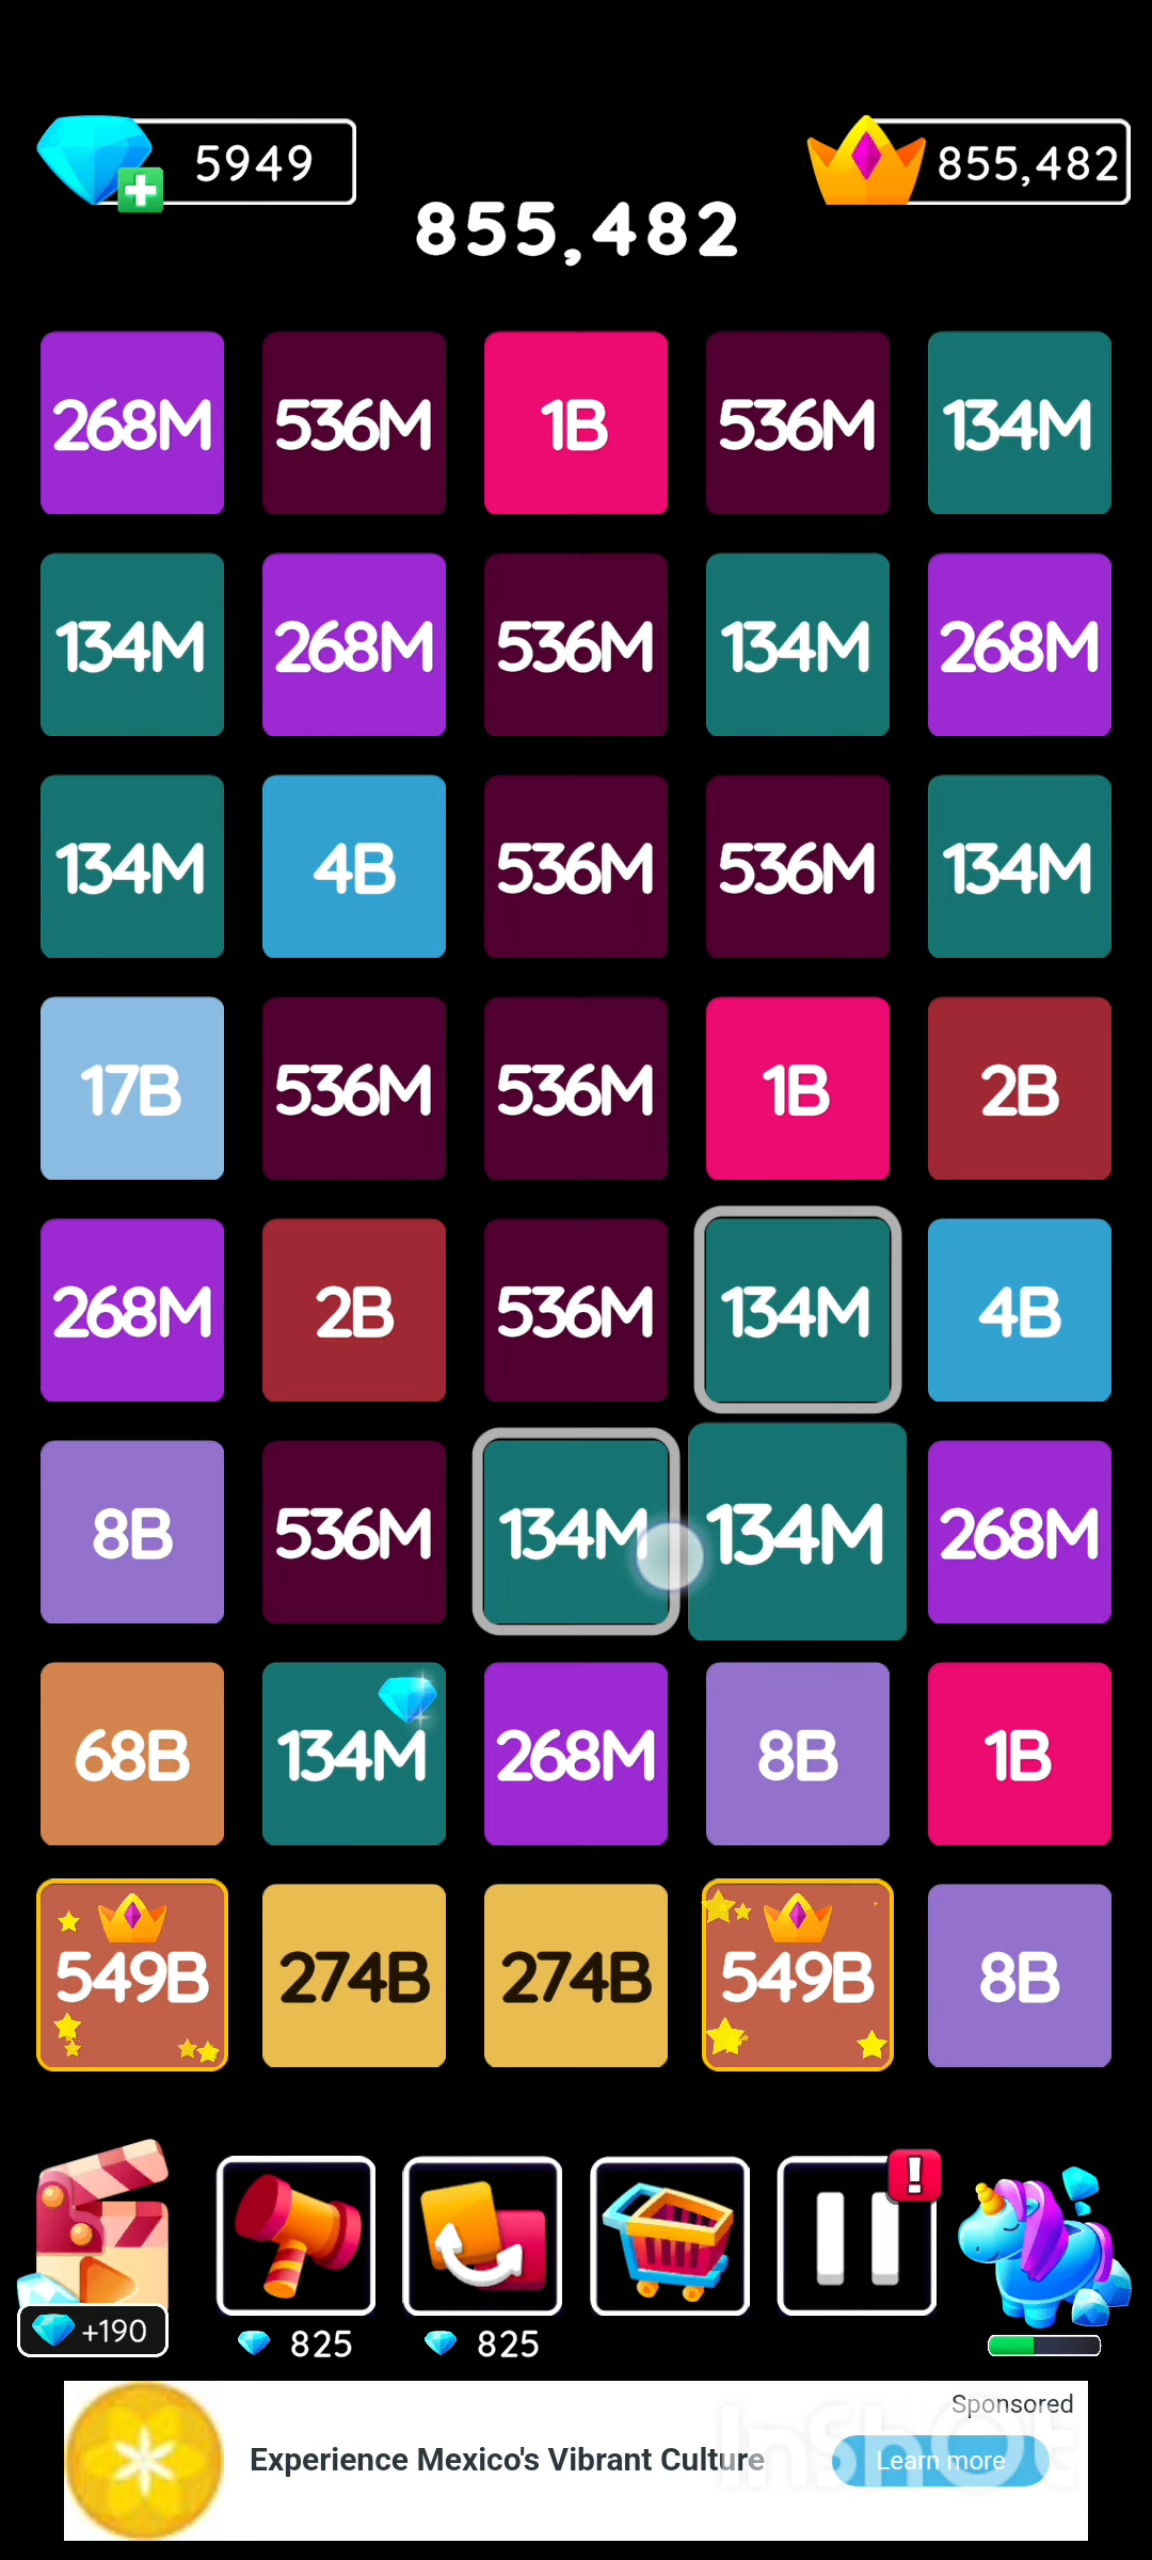 5949
855,482
855,482
268M 536M 1B 536M 134M
134M 268M 536M 134M 268M
134M 4B 536M 536M 134M
17B 536M 536M 1B 2B
268M 2B 536M 134M 4B
8B 536M 134M 134M 268M
68B 134M 268M 8B 1B
549B 274B 274B 549B 8B
!
+190 825 825
Sponsored
Experience Mexico's Vibrant Culture
Learn more
InShOt